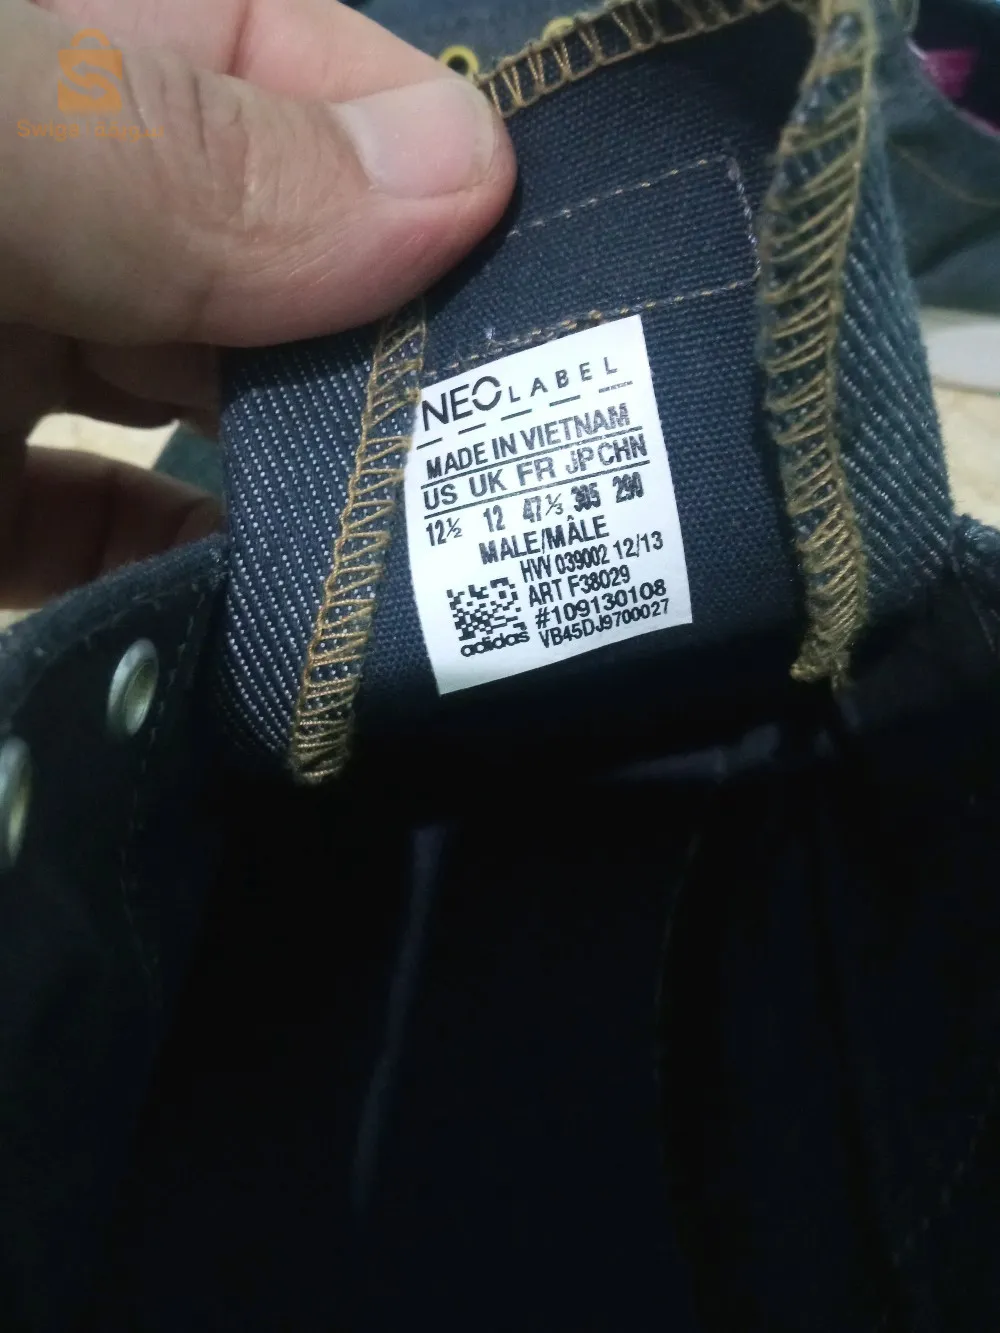 Swigs
NEO LABEL
MADE IN VIETNAM
US UK FR JP CHN
12½ 12 47⅓ 305 290
MALE/MÂLE
HVV 039002 12/13
ART F38029
#109130108
adidas VB45DJ9700027